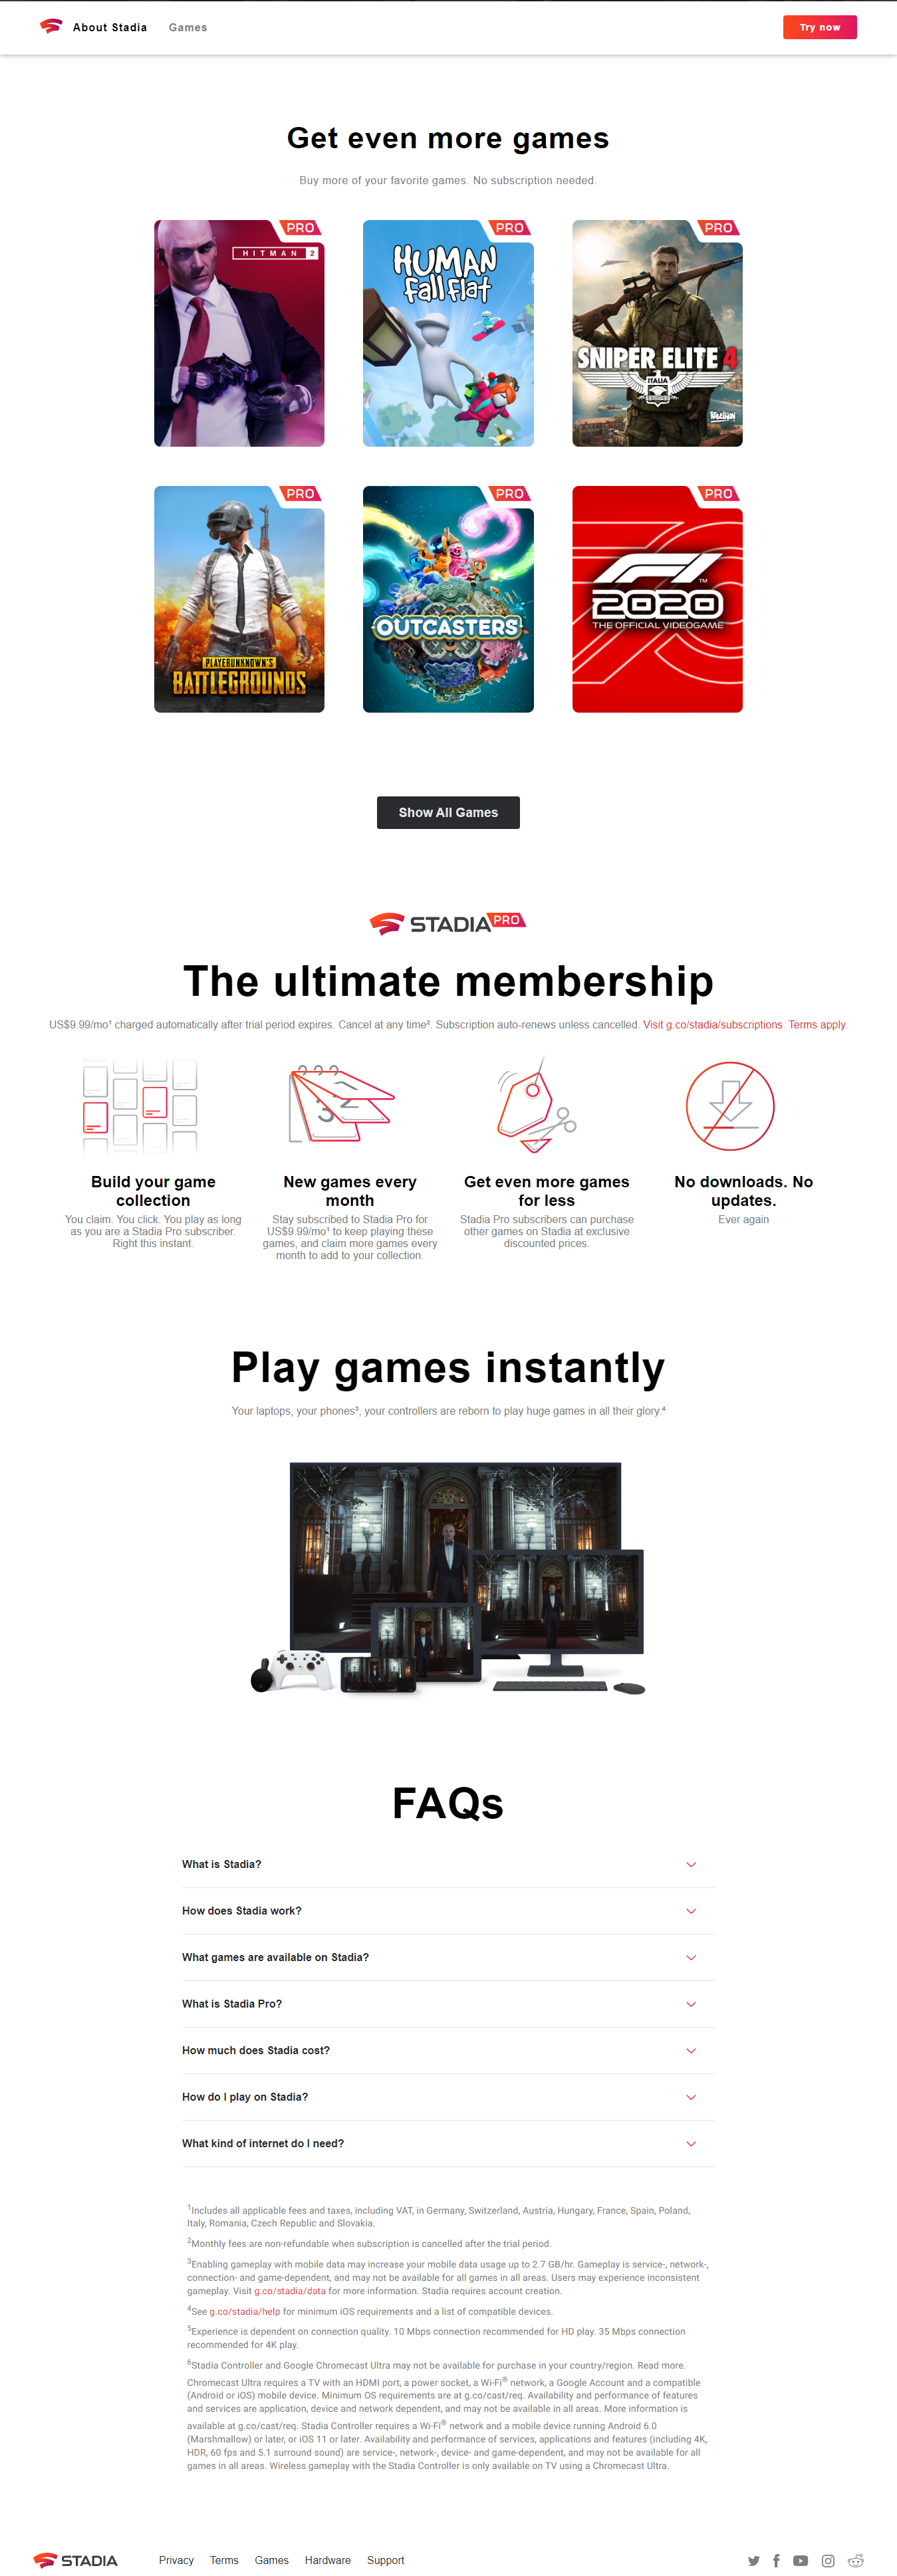 About Stadia
Games
Try now
Get even more games
Buy more of your favorite games. No subscription needed.
PRO
HITMAN 2
PRO
HUMAN
fall flat
PRO
SNIPER ELITE 4
ITALIA
Rebellion
PRO
PLAYERUNKNOWN'S
BATTLEGROUNDS
PRO
OUTCASTERS
PRO
F1 TM
2020
THE OFFICIAL VIDEOGAME
Show All Games
STADIA PRO
The ultimate membership
US$9.99/mo¹ charged automatically after trial period expires. Cancel at any time². Subscription auto-renews unless cancelled. Visit g.co/stadia/subscriptions. Terms apply.
Build your game
collection
You claim. You click. You play as long
as you are a Stadia Pro subscriber.
Right this instant.
New games every
month
Stay subscribed to Stadia Pro for
US$9.99/mo¹ to keep playing these
games, and claim more games every
month to add to your collection.
Get even more games
for less
Stadia Pro subscribers can purchase
other games on Stadia at exclusive
discounted prices.
No downloads. No
updates.
Ever again
Play games instantly
Your laptops, your phones³, your controllers are reborn to play huge games in all their glory.⁴
FAQs
What is Stadia?
How does Stadia work?
What games are available on Stadia?
What is Stadia Pro?
How much does Stadia cost?
How do I play on Stadia?
What kind of internet do I need?
¹Includes all applicable fees and taxes, including VAT, in Germany, Switzerland, Austria, Hungary, France, Spain, Poland,
Italy, Romania, Czech Republic and Slovakia.
²Monthly fees are non-refundable when subscription is cancelled after the trial period.
³Enabling gameplay with mobile data may increase your mobile data usage up to 2.7 GB/hr. Gameplay is service-, network-,
connection- and game-dependent, and may not be available for all games in all areas. Users may experience inconsistent
gameplay. Visit g.co/stadia/data for more information. Stadia requires account creation.
⁴See g.co/stadia/help for minimum iOS requirements and a list of compatible devices.
⁵Experience is dependent on connection quality. 10 Mbps connection recommended for HD play. 35 Mbps connection
recommended for 4K play.
⁶Stadia Controller and Google Chromecast Ultra may not be available for purchase in your country/region. Read more.
Chromecast Ultra requires a TV with an HDMI port, a power socket, a Wi-Fi® network, a Google Account and a compatible
(Android or iOS) mobile device. Minimum OS requirements are at g.co/cast/req. Availability and performance of features
and services are application, device and network dependent, and may not be available in all areas. More information is
available at g.co/cast/req. Stadia Controller requires a Wi-Fi® network and a mobile device running Android 6.0
(Marshmallow) or later, or iOS 11 or later. Availability and performance of services, applications and features (including 4K,
HDR, 60 fps and 5.1 surround sound) are service-, network-, device- and game-dependent, and may not be available for all
games in all areas. Wireless gameplay with the Stadia Controller is only available on TV using a Chromecast Ultra.
STADIA
Privacy
Terms
Games
Hardware
Support